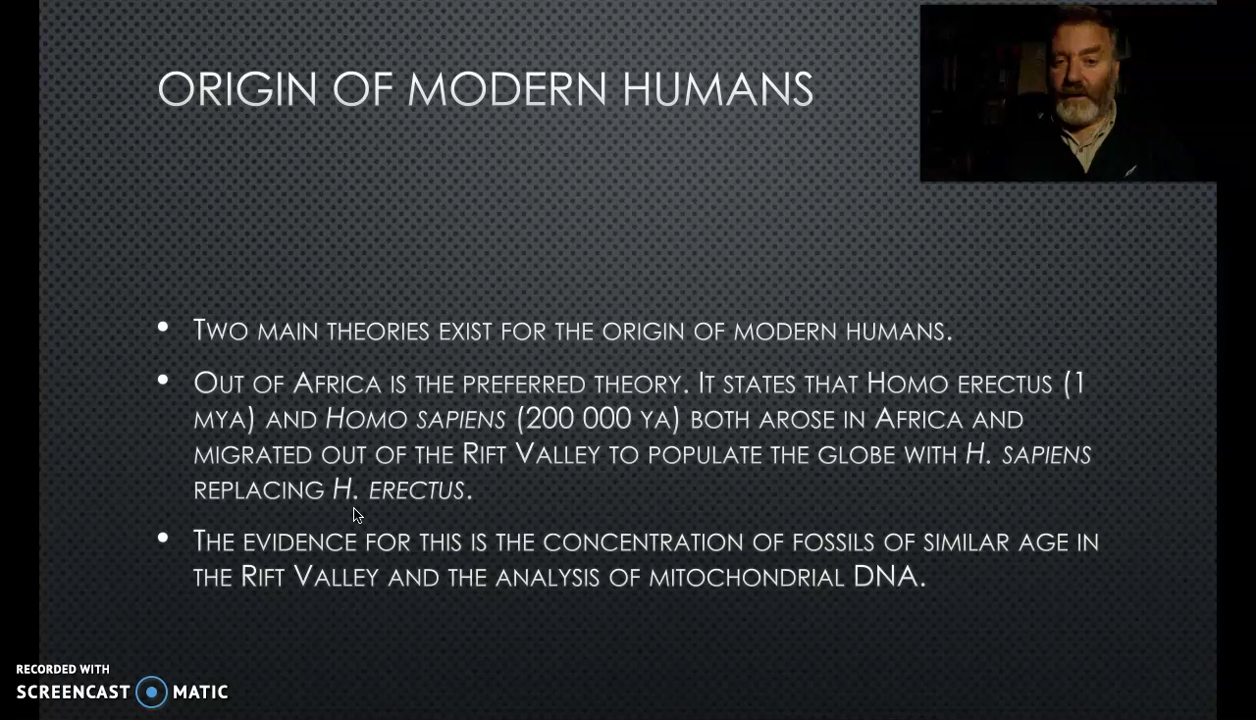 ORIGIN OF MODERN HUMANS
• TWO MAIN THEORIES EXIST FOR THE ORIGIN OF MODERN HUMANS.
• OUT OF AFRICA IS THE PREFERRED THEORY. IT STATES THAT HOMO ERECTUS (1
MYA) AND HOMO SAPIENS (200 000 YA) BOTH AROSE IN AFRICA AND
MIGRATED OUT OF THE RIFT VALLEY TO POPULATE THE GLOBE WITH H. SAPIENS
REPLACING H. ERECTUS.
• THE EVIDENCE FOR THIS IS THE CONCENTRATION OF FOSSILS OF SIMILAR AGE IN
THE RIFT VALLEY AND THE ANALYSIS OF MITOCHONDRIAL DNA.
RECORDED WITH
SCREENCAST MATIC